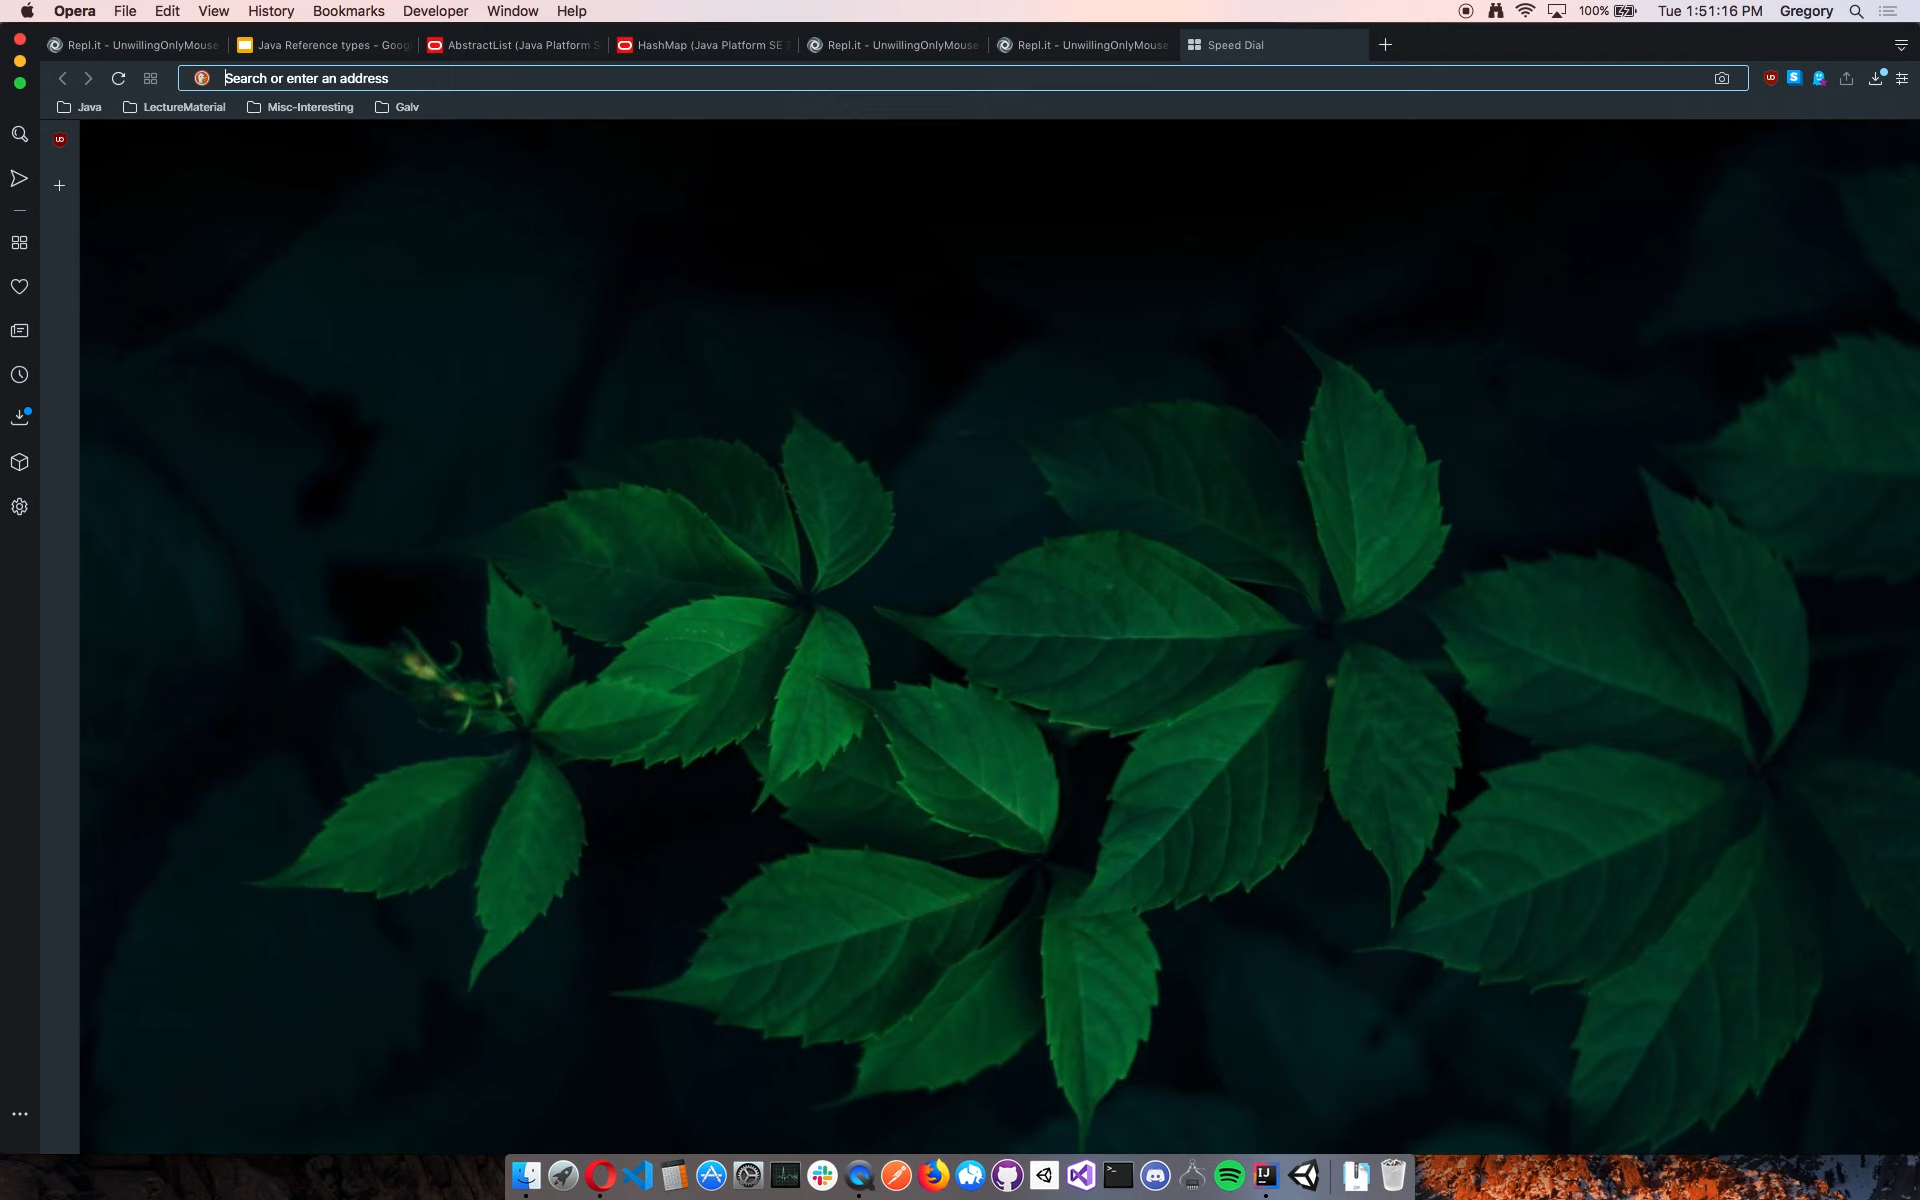 Opera File Edit View History Bookmarks Developer Window Help 100% Tue 1:51:16 PM Gregory
Repl.it - UnwillingOnlyMouse Java Reference types - Goog AbstractList (Java Platform S HashMap (Java Platform SE 7 Repl.it - UnwillingOnlyMouse Repl.it - UnwillingOnlyMouse Speed Dial
Search or enter an address
Java LectureMaterial Misc-Interesting Galv